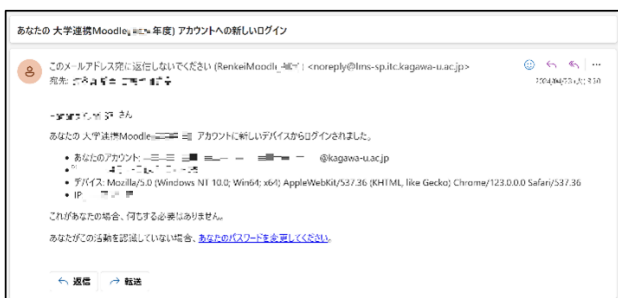 あなたの 大学連携Moodle 年度) アカウントへの新しいログイン
このメールアドレス宛に返信しないでください (RenkeiMoodle ) <noreply@lms-sp.itc.kagawa-u.ac.jp>
宛先:
さん
あなたの 大学連携Moodle アカウントに新しいデバイスからログインされました。
• あなたのアカウント: @kagawa-u.ac.jp
•
• デバイス: Mozilla/5.0 (Windows NT 10.0; Win64; x64) AppleWebKit/537.36 (KHTML, like Gecko) Chrome/123.0.0.0 Safari/537.36
• IP
これがあなたの場合、何もする必要はありません。
あなたがこの活動を認識していない場合、あなたのパスワードを変更してください。
返信 転送